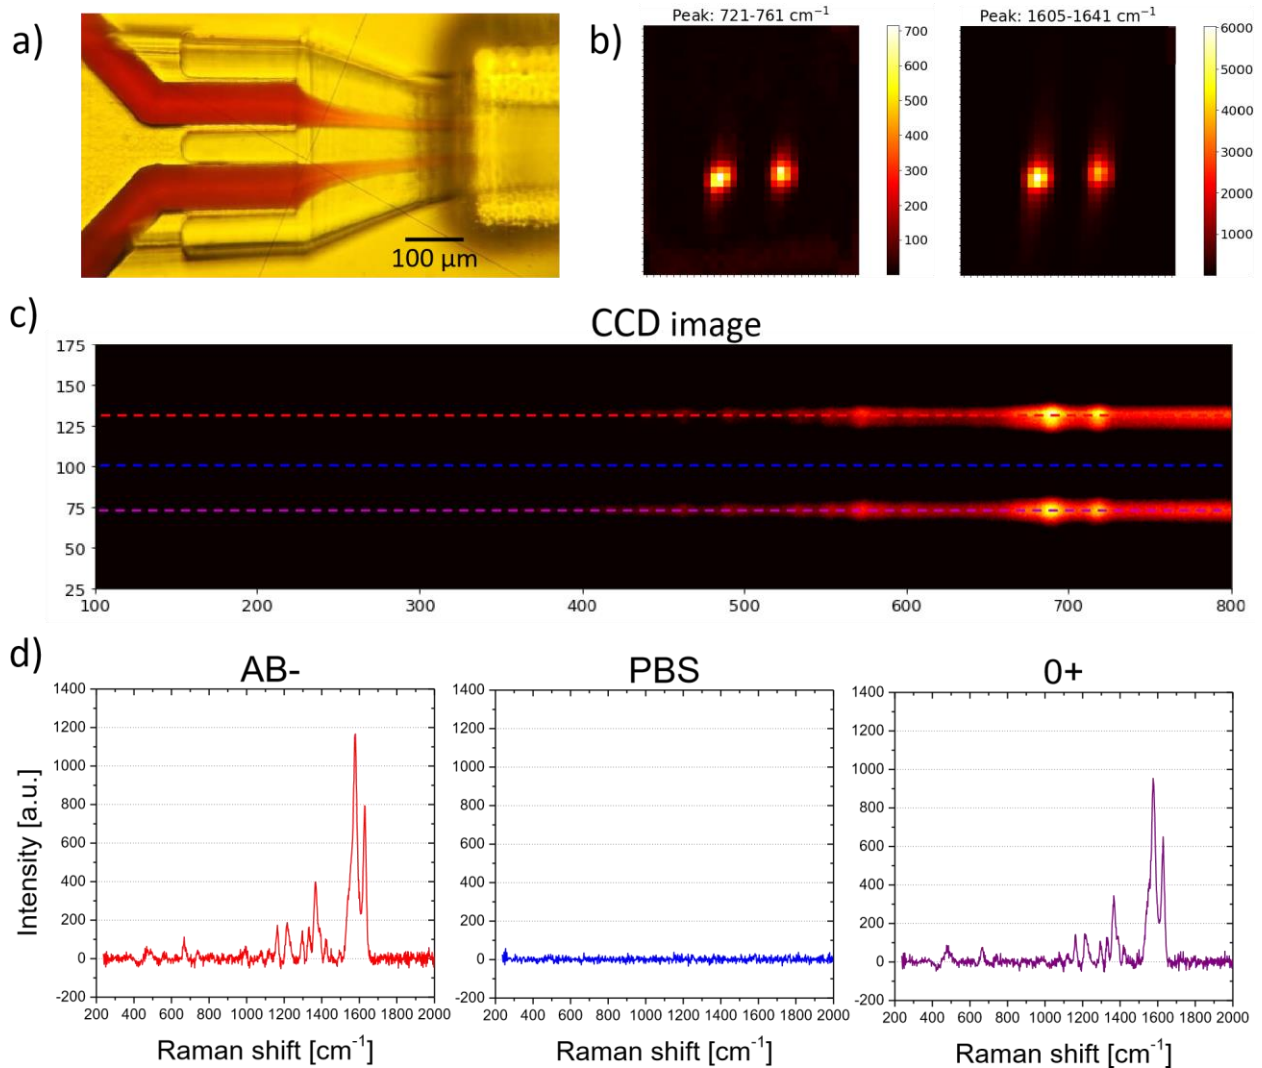 a)
100 µm
b)
Peak: 721-761 cm⁻¹
700
600
500
400
300
200
100
Peak: 1605-1641 cm⁻¹
6000
5000
4000
3000
2000
1000
c)
CCD image
175
150
125
100
75
50
25
100 200 300 400 500 600 700 800
d)
AB-
Intensity [a.u.]
1400
1200
1000
800
600
400
200
0
-200
200 400 600 800 1000 1200 1400 1600 1800 2000
Raman shift [cm⁻¹]
PBS
1400
1200
1000
800
600
400
200
0
-200
200 400 600 800 1000 1200 1400 1600 1800 2000
Raman shift [cm⁻¹]
0+
1400
1200
1000
800
600
400
200
0
-200
200 400 600 800 1000 1200 1400 1600 1800 2000
Raman shift [cm⁻¹]